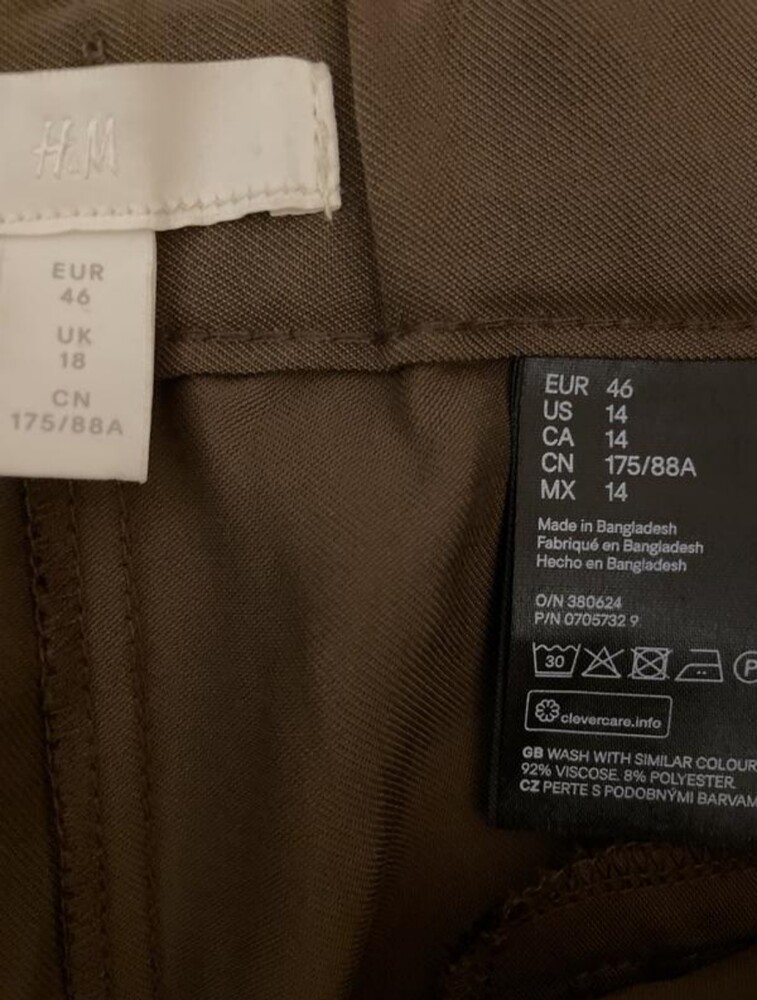 H&M
EUR
46
UK
18
CN
175/88A
EUR 46
US 14
CA 14
CN 175/88A
MX 14
Made in Bangladesh
Fabriqué en Bangladesh
Hecho en Bangladesh
O/N 380624
P/N 0705732 9
30
P
clevercare.info
GB WASH WITH SIMILAR COLOUR
92% VISCOSE. 8% POLYESTER.
CZ PERTE S PODOBNÝMI BARVAM